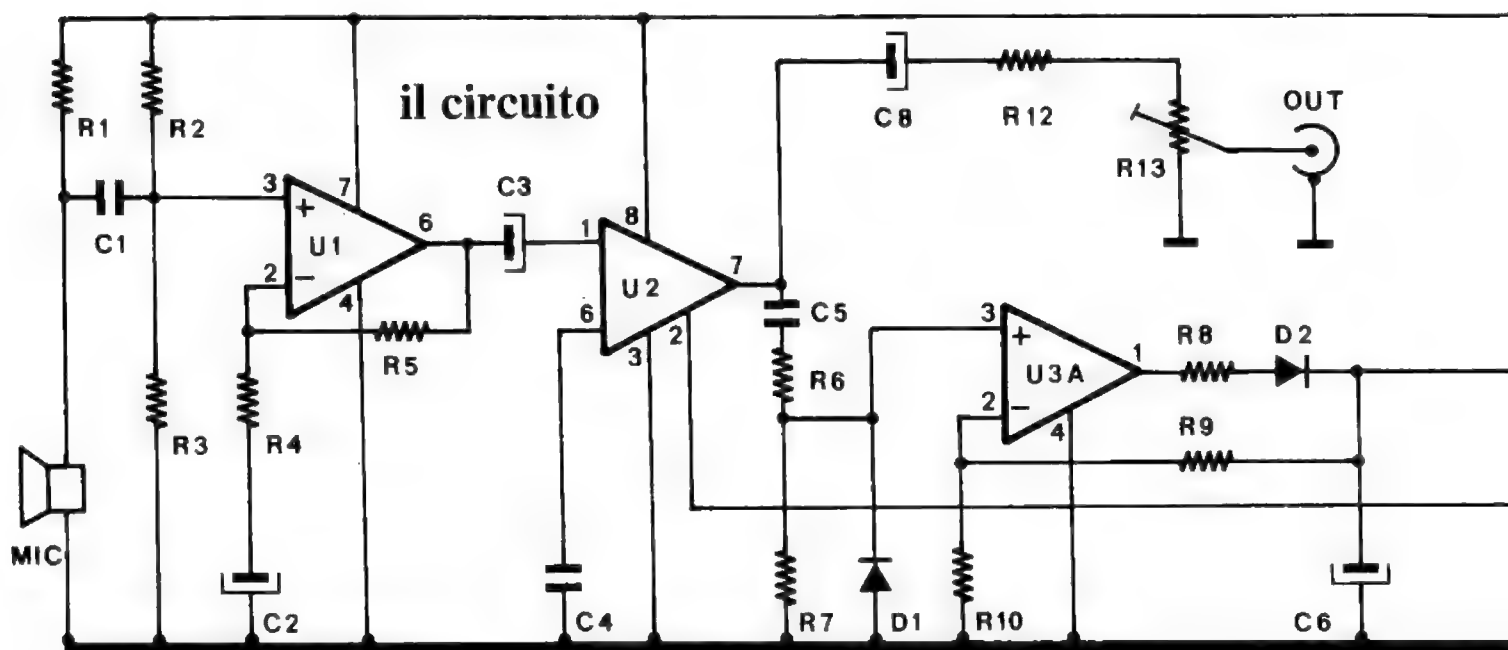 il circuito
R1
R2
C1
R3
MIC
3
+
7
U1
6
2
−
4
R5
R4
C2
C3
1
8
U2
7
6
3
2
C4
C8
R12
R13
OUT
C5
R6
R7
D1
3
+
U3A
1
2
−
4
R8
D2
R9
R10
C6